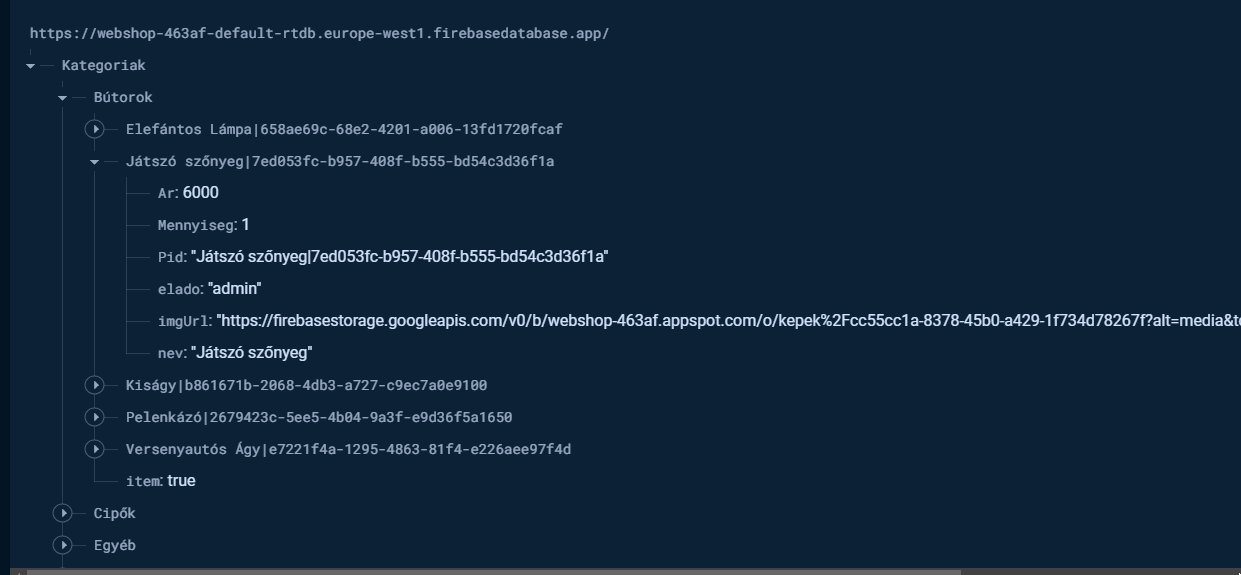 https://webshop-463af-default-rtdb.europe-west1.firebasedatabase.app/
Kategoriak
Bútorok
Elefántos Lámpa|658ae69c-68e2-4201-a006-13fd1720fcaf
Játszó szőnyeg|7ed053fc-b957-408f-b555-bd54c3d36f1a
Ar: 6000
Mennyiseg: 1
Pid: "Játszó szőnyeg|7ed053fc-b957-408f-b555-bd54c3d36f1a"
elado: "admin"
imgUrl: "https://firebasestorage.googleapis.com/v0/b/webshop-463af.appspot.com/o/kepek%2Fcc55cc1a-8378-45b0-a429-1f734d78267f?alt=media&t
nev: "Játszó szőnyeg"
Kiságy|b861671b-2068-4db3-a727-c9ec7a0e9100
Pelenkázó|2679423c-5ee5-4b04-9a3f-e9d36f5a1650
Versenyautós Ágy|e7221f4a-1295-4863-81f4-e226aee97f4d
item: true
Cipők
Egyéb